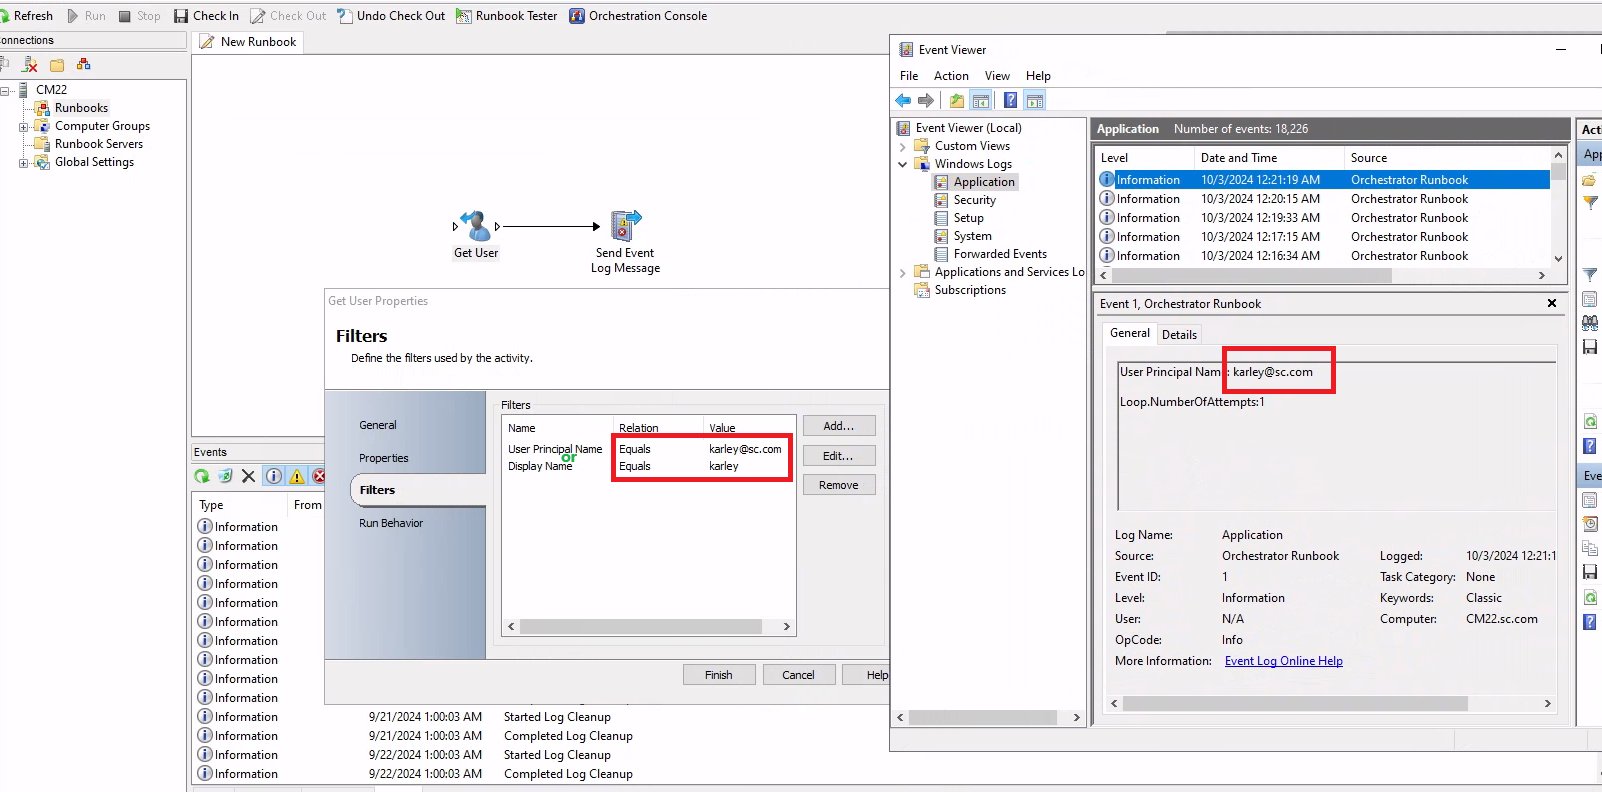 Refresh Run Stop Check In Check Out Undo Check Out Runbook Tester Orchestration Console
onnections
New Runbook
CM22
Runbooks
Computer Groups
Runbook Servers
Global Settings
Get User
Send Event
Log Message
Get User Properties
Filters
Define the filters used by the activity.
General
Properties
Filters
Run Behavior
Filters
Name Relation Value
User Principal Name Equals karley@sc.com
or
Display Name Equals karley
Add...
Edit...
Remove
Finish Cancel Help
Events
Type From
Information
Information
Information
Information
Information
Information
Information
Information
Information
Information
Information 9/21/2024 1:00:03 AM Started Log Cleanup
Information 9/21/2024 1:00:03 AM Completed Log Cleanup
Information 9/22/2024 1:00:03 AM Started Log Cleanup
Information 9/22/2024 1:00:03 AM Completed Log Cleanup
Event Viewer
File Action View Help
Event Viewer (Local)
Custom Views
Windows Logs
Application
Security
Setup
System
Forwarded Events
Applications and Services Lo
Subscriptions
Application Number of events: 18,226
Level Date and Time Source
Information 10/3/2024 12:21:19 AM Orchestrator Runbook
Information 10/3/2024 12:20:15 AM Orchestrator Runbook
Information 10/3/2024 12:19:33 AM Orchestrator Runbook
Information 10/3/2024 12:17:15 AM Orchestrator Runbook
Information 10/3/2024 12:16:34 AM Orchestrator Runbook
Event 1, Orchestrator Runbook
General Details
User Principal Name: karley@sc.com
Loop.NumberOfAttempts:1
Log Name: Application
Source: Orchestrator Runbook Logged: 10/3/2024 12:21:1
Event ID: 1 Task Category: None
Level: Information Keywords: Classic
User: N/A Computer: CM22.sc.com
OpCode: Info
More Information: Event Log Online Help
Acti
App
Eve